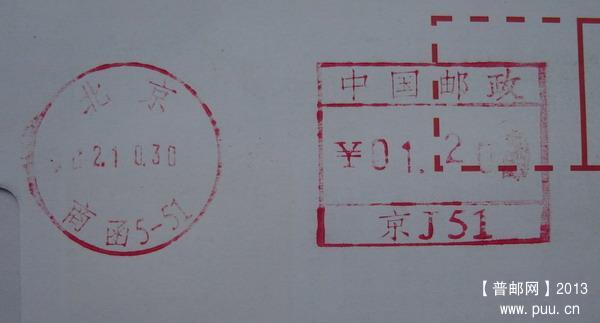 北京
02.10.30
商函5-51
中国邮政
¥01.20
京J51
【普邮网】2013
www.puu.cn